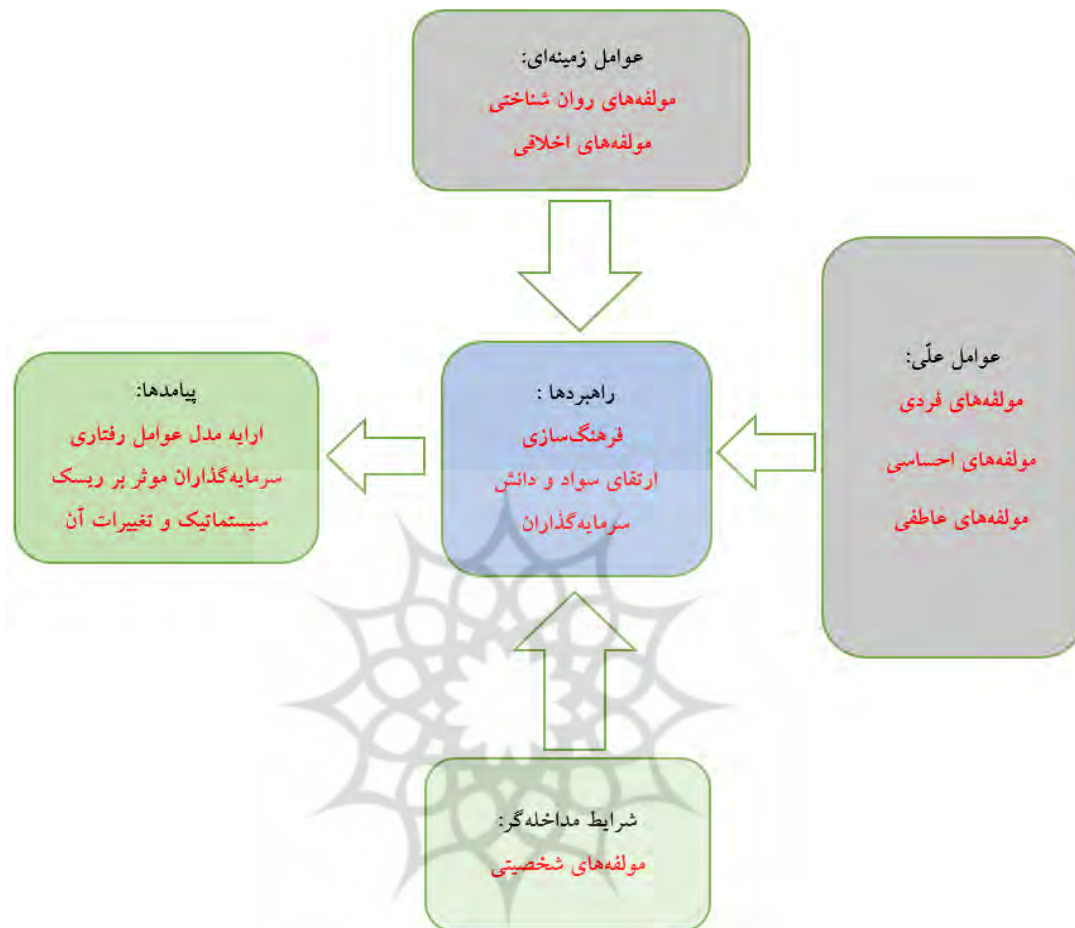 عوامل زمینه‌ای:
مولفه‌های روان شناختی
مولفه‌های اخلاقی
عوامل علّی:
مولفه‌های فردی
مولفه‌های احساسی
مولفه‌های عاطفی
راهبردها :
فرهنگ‌سازی
ارتقای سواد و دانش
سرمایه‌گذاران
پیامدها:
ارایه مدل عوامل رفتاری
سرمایه‌گذاران موثر بر ریسک
سیستماتیک و تغییرات آن
شرایط مداخله‌گر:
مولفه‌های شخصیتی